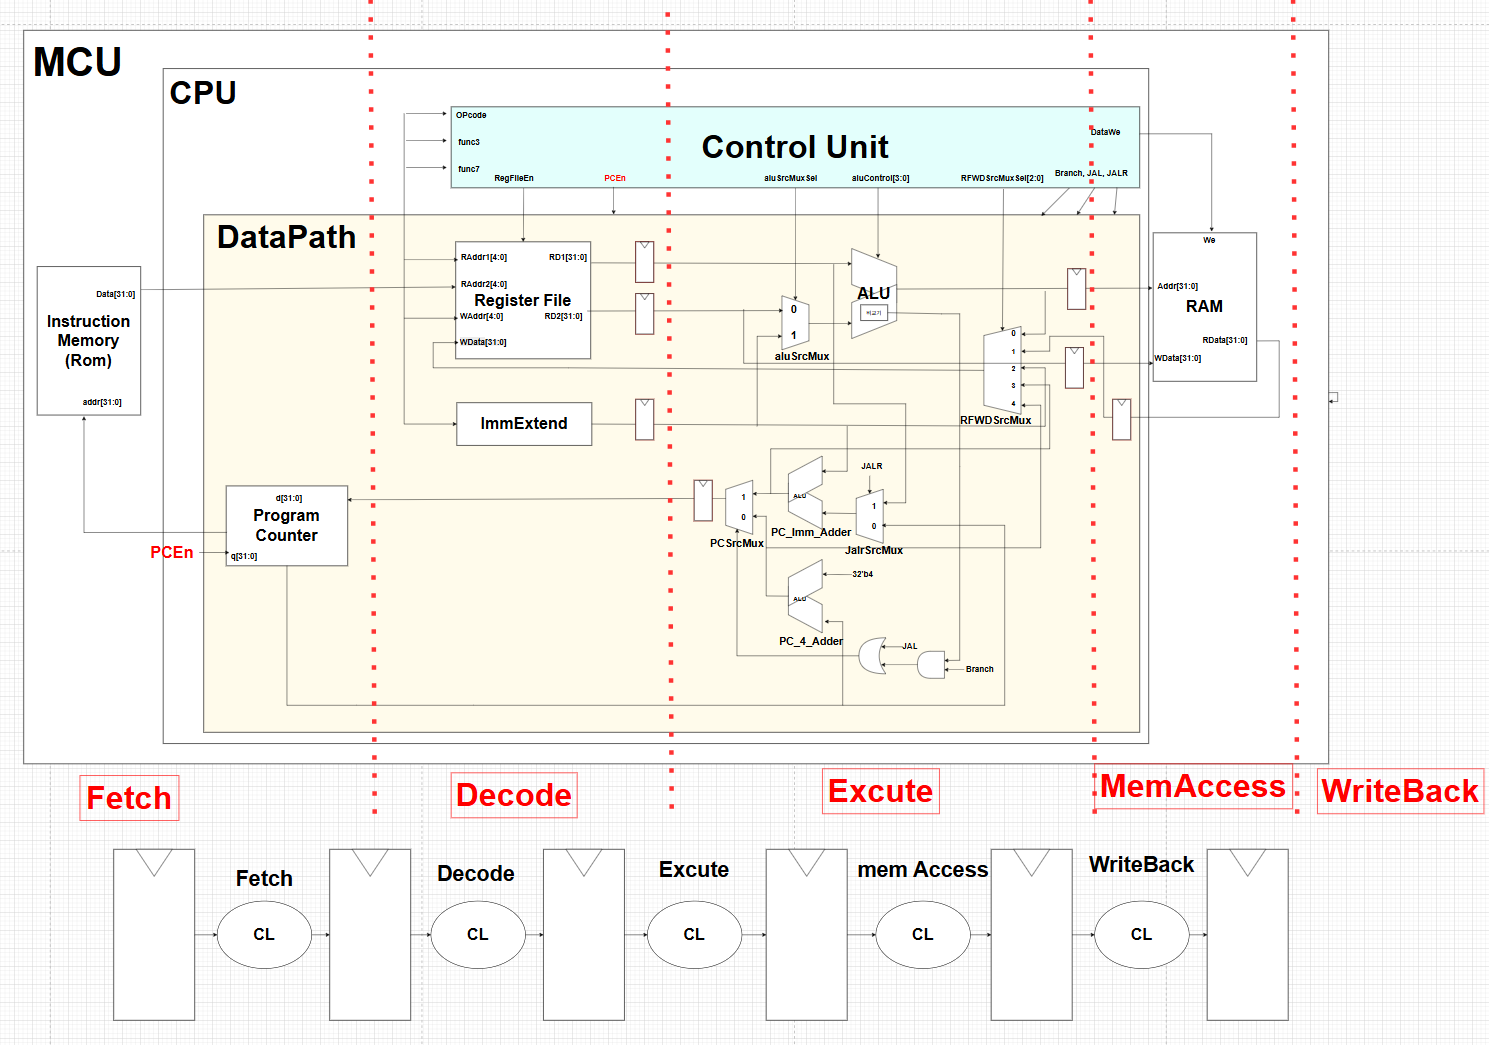 MCU
CPU
OPcode
func3
func7
Control Unit
DataWe
RegFileEn
PCEn
aluSrcMuxSel
aluControl[3:0]
RFWDSrcMuxSel[2:0]
Branch, JAL, JALR
DataPath
Data[31:0]
Instruction
Memory
(Rom)
addr[31:0]
RAddr1[4:0]
RD1[31:0]
RAddr2[4:0]
Register File
WAddr[4:0]
RD2[31:0]
WData[31:0]
ImmExtend
0
1
aluSrcMux
ALU
비교기
0
1
2
3
4
RFWDSrcMux
We
Addr[31:0]
RAM
RData[31:0]
WData[31:0]
d[31:0]
Program
Counter
PCEn
q[31:0]
1
0
PCSrcMux
ALU
PC_Imm_Adder
JALR
1
0
JalrSrcMux
32'b4
ALU
PC_4_Adder
JAL
Branch
Fetch
Decode
Excute
MemAccess
WriteBack
Fetch
Decode
Excute
mem Access
WriteBack
CL
CL
CL
CL
CL